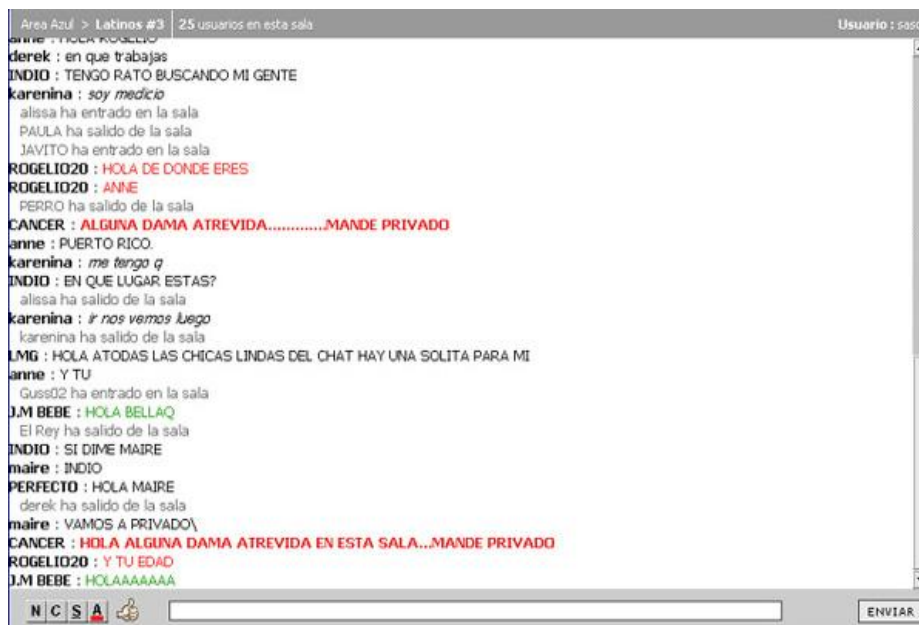 Area Azul > Latinos #3 25 usuarios en esta sala Usuario : saso
anne : HOLA ROGELIO
derek : en que trabajas
INDIO : TENGO RATO BUSCANDO MI GENTE
karenina : soy medicio
alissa ha entrado en la sala
PAULA ha salido de la sala
JAVITO ha entrado en la sala
ROGELIO20 : HOLA DE DONDE ERES
ROGELIO20 : ANNE
PERRO ha salido de la sala
CANCER : ALGUNA DAMA ATREVIDA............MANDE PRIVADO
anne : PUERTO RICO.
karenina : me tengo q
INDIO : EN QUE LUGAR ESTAS?
alissa ha salido de la sala
karenina : ir nos vemos luego
karenina ha salido de la sala
LMG : HOLA ATODAS LAS CHICAS LINDAS DEL CHAT HAY UNA SOLITA PARA MI
anne : Y TU
Guss02 ha entrado en la sala
J.M BEBE : HOLA BELLAQ
El Rey ha salido de la sala
INDIO : SI DIME MAIRE
maire : INDIO
PERFECTO : HOLA MAIRE
derek ha salido de la sala
maire : VAMOS A PRIVADO\
CANCER : HOLA ALGUNA DAMA ATREVIDA EN ESTA SALA...MANDE PRIVADO
ROGELIO20 : Y TU EDAD
J.M BEBE : HOLAAAAAAA
N C S A ENVIAR